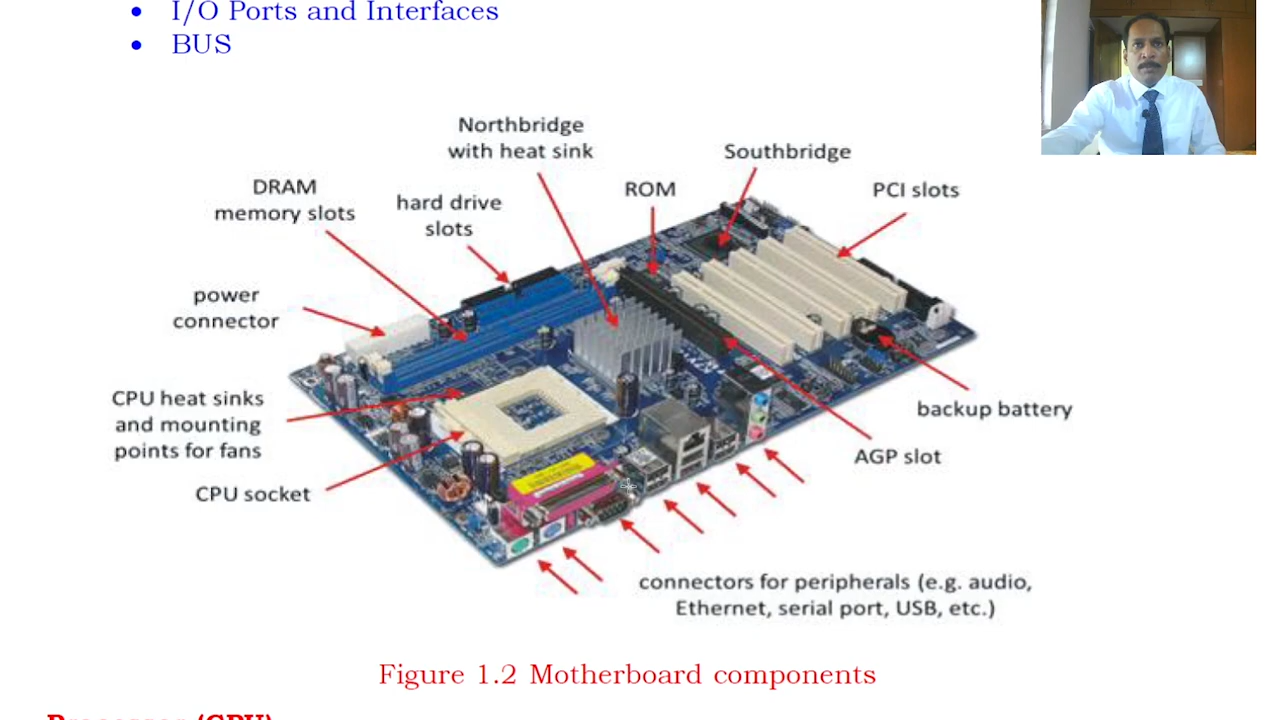 • I/O Ports and Interfaces
• BUS
Northbridge
with heat sink
Southbridge
DRAM
memory slots
hard drive
slots
ROM
PCI slots
power
connector
CPU heat sinks
and mounting
points for fans
backup battery
AGP slot
CPU socket
connectors for peripherals (e.g. audio,
Ethernet, serial port, USB, etc.)
Figure 1.2 Motherboard components
Processor (CPU)